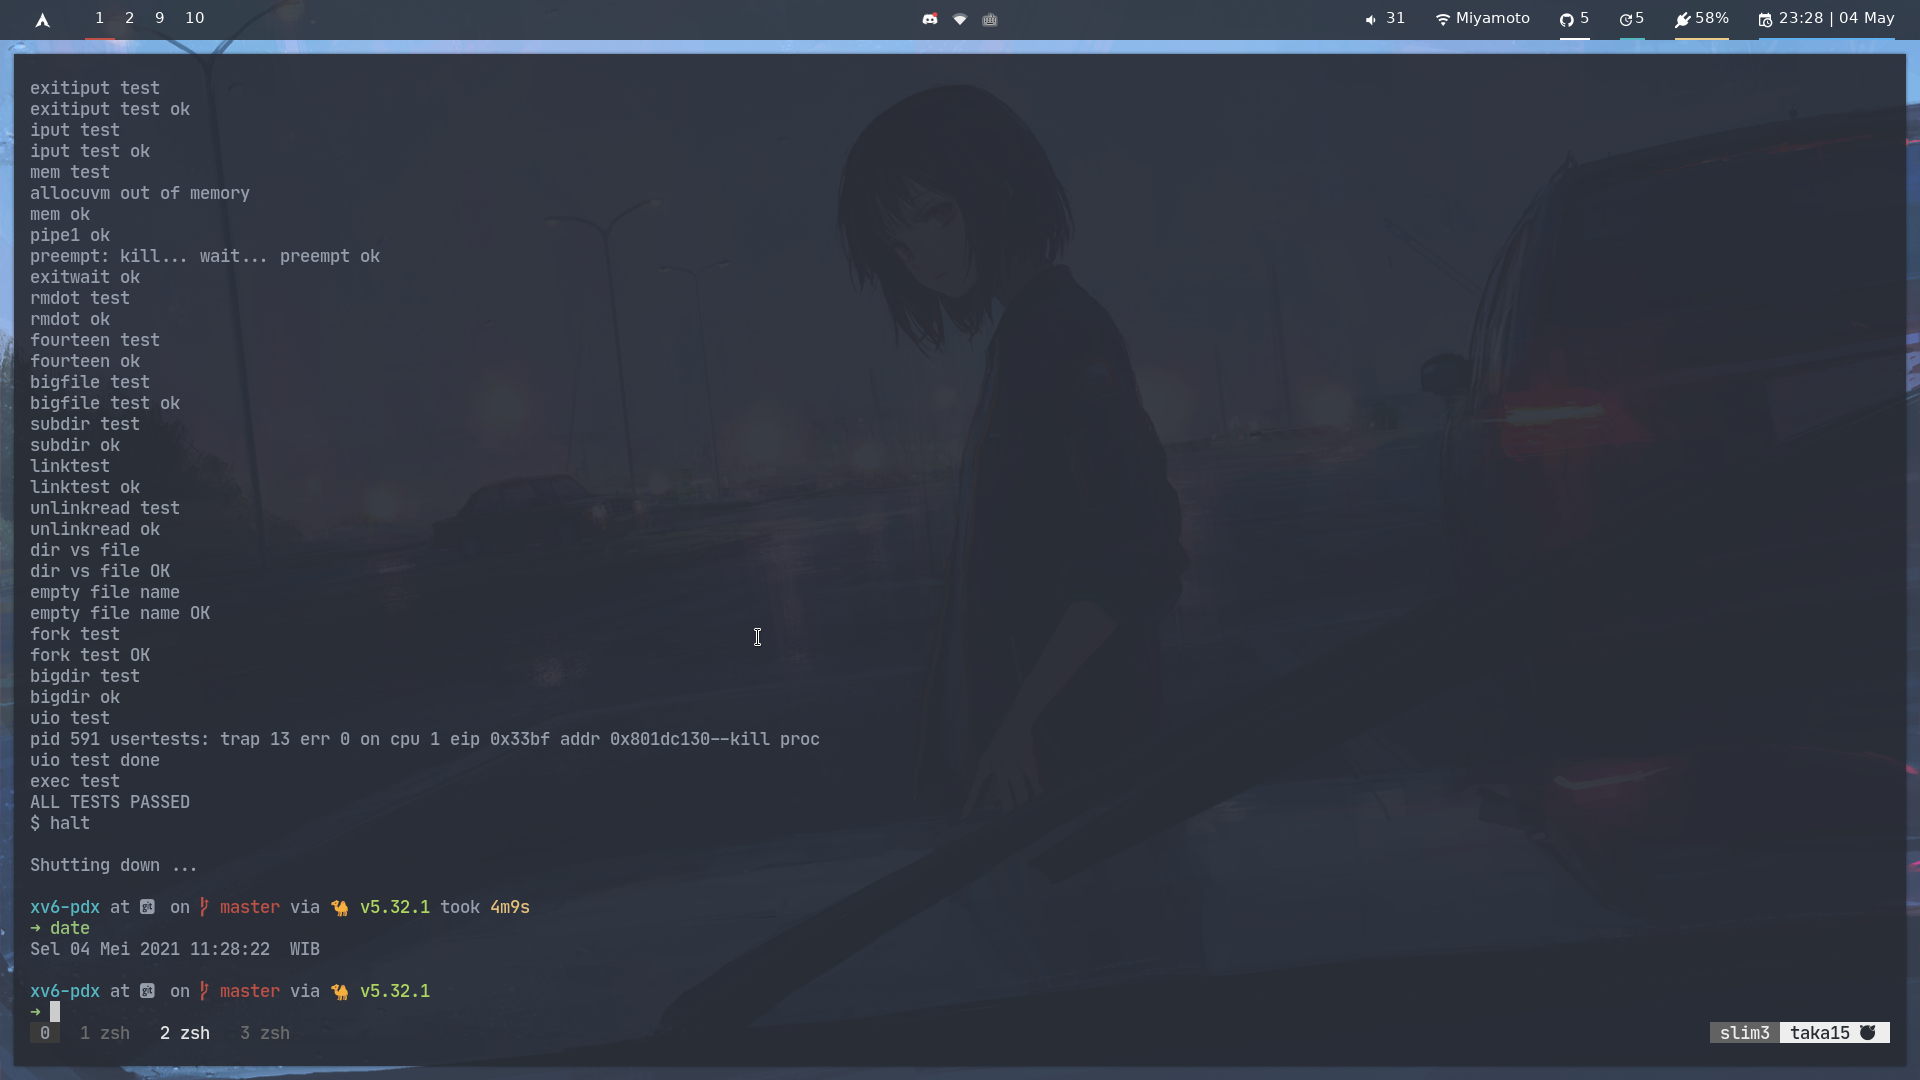 1 2 9 10 31 Miyamoto 5 5 58% 23:28 | 04 May
exitiput test
exitiput test ok
iput test
iput test ok
mem test
allocuvm out of memory
mem ok
pipe1 ok
preempt: kill... wait... preempt ok
exitwait ok
rmdot test
rmdot ok
fourteen test
fourteen ok
bigfile test
bigfile test ok
subdir test
subdir ok
linktest
linktest ok
unlinkread test
unlinkread ok
dir vs file
dir vs file OK
empty file name
empty file name OK
fork test
fork test OK
bigdir test
bigdir ok
uio test
pid 591 usertests: trap 13 err 0 on cpu 1 eip 0x33bf addr 0x801dc130--kill proc
uio test done
exec test
ALL TESTS PASSED
$ halt
Shutting down ...
xv6-pdx at git on master via 🐪 v5.32.1 took 4m9s
➜ date
Sel 04 Mei 2021 11:28:22  WIB
xv6-pdx at git on master via 🐪 v5.32.1
➜
0 1 zsh 2 zsh 3 zsh slim3 taka15